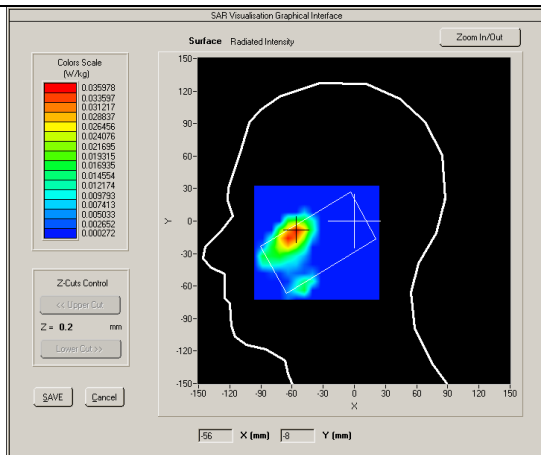 SAR Visualisation Graphical Interface
Surface Radiated Intensity
Zoom In/Out
Colors Scale
(W/kg)
0.035978
0.033597
0.031217
0.028837
0.026456
0.024076
0.021695
0.019315
0.016935
0.014554
0.012174
0.009793
0.007413
0.005033
0.002652
0.000272
Z-Cuts Control
<< Upper Cut
Z = 0.2 mm
Lower Cut >>
SAVE Cancel
150
120
90
60
30
0
-30
-60
-90
-120
-150
Y
-150 -120 -90 -60 -30 0 30 60 90 120 150
X
-56 X (mm) -8 Y (mm)